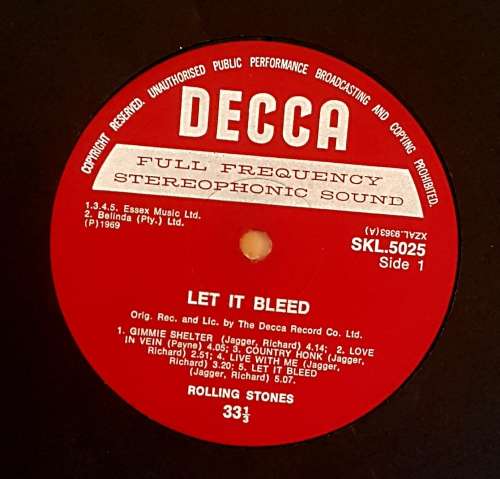 COPYRIGHT RESERVED. UNAUTHORISED PUBLIC PERFORMANCE BROADCASTING AND COPYING PROHIBITED.
DECCA
FULL FREQUENCY
STEREOPHONIC SOUND
1.3.4.5. Essex Music Ltd.
2. Belinda (Pty.) Ltd.
(P)1969
XZAL.9363(A)
SKL.5025
Side 1
LET IT BLEED
Orig. Rec. and Lic. by The Decca Record Co. Ltd.
1. GIMMIE SHELTER (Jagger, Richard) 4.14; 2. LOVE
IN VEIN (Payne) 4.05; 3. COUNTRY HONK (Jagger,
Richard) 2.51; 4. LIVE WITH ME (Jagger,
Richard) 3.20; 5. LET IT BLEED
(Jagger, Richard) 5.07.
ROLLING STONES
33⅓